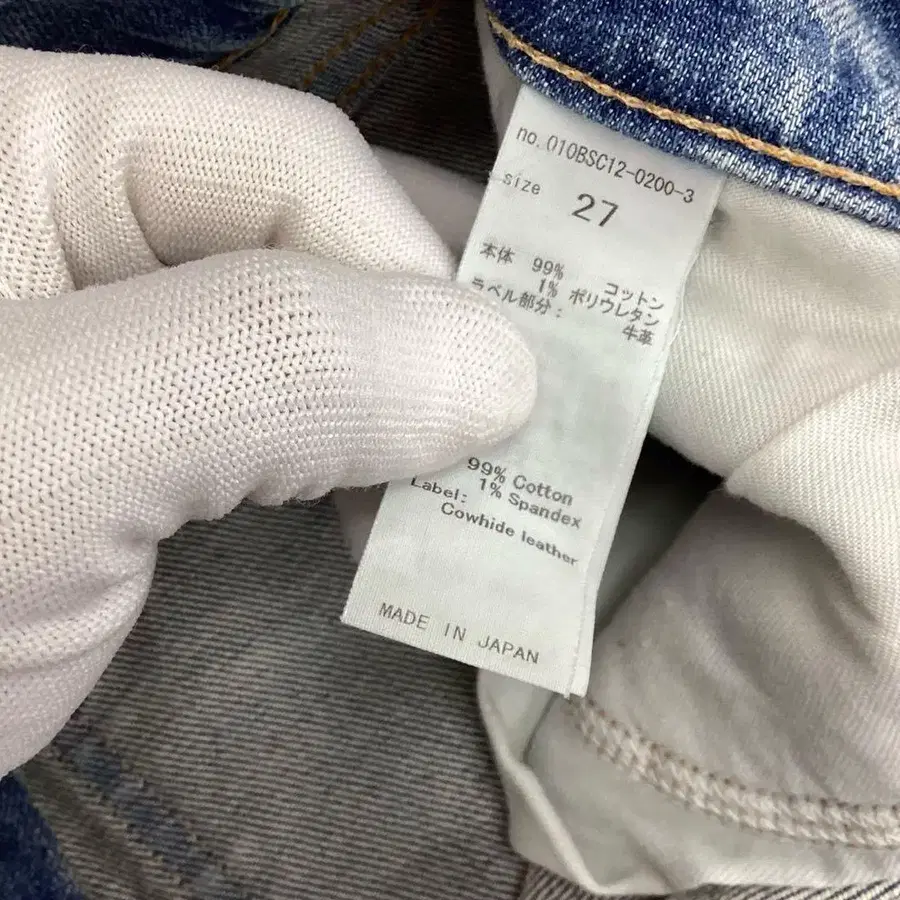 no.010BSC12-0200-3
size 27
本体 99% コットン
1% ポリウレタン
ラベル部分: 牛革
99% Cotton
1% Spandex
Label:
Cowhide leather
MADE IN JAPAN